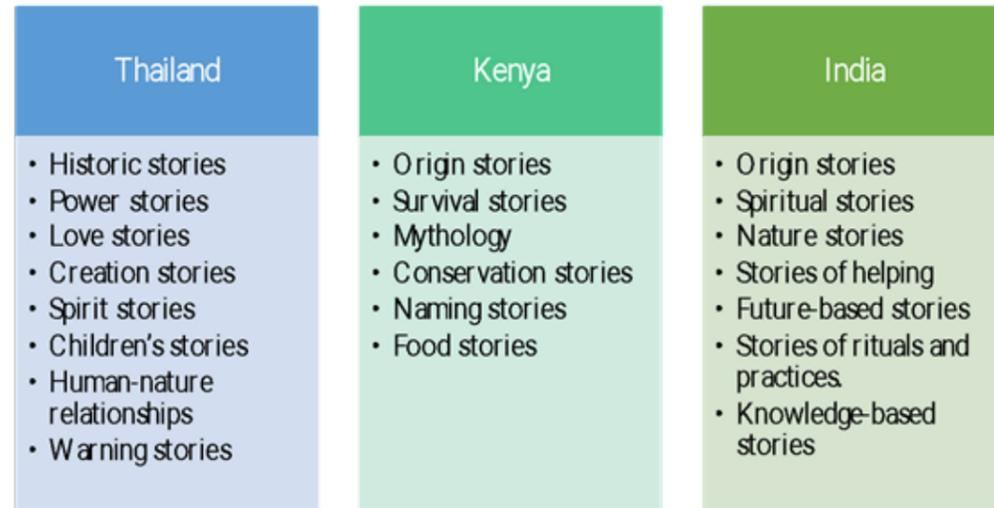 Thailand
• Historic stories
• Power stories
• Love stories
• Creation stories
• Spirit stories
• Children's stories
• Human-nature
relationships
• Warning stories
Kenya
• Origin stories
• Survival stories
• Mythology
• Conservation stories
• Naming stories
• Food stories
India
• Origin stories
• Spiritual stories
• Nature stories
• Stories of helping
• Future-based stories
• Stories of rituals and
practices.
• Knowledge-based
stories